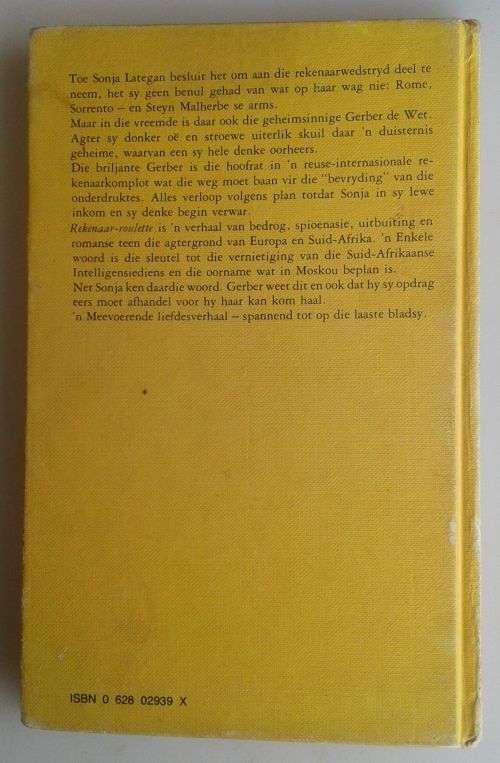 Toe Sonja Lategan besluit het om aan die rekenaarwedstryd deel te
neem, het sy geen benul gehad van wat op haar wag nie: Rome,
Sorrento – en Steyn Malherbe se arms.
Maar in die vreemde is daar ook die geheimsinnige Gerber de Wet.
Agter sy donker oë en stroewe uiterlik skuil daar 'n duisternis
geheime, waarvan een sy hele denke oorheers.
Die briljante Gerber is die hoofrat in 'n reuse-internasionale re-
kenaarkomplot wat die weg moet baan vir die "bevryding" van die
onderdruktes. Alles verloop volgens plan totdat Sonja in sy lewe
inkom en sy denke begin verwar.
Rekenaar-roulette is 'n verhaal van bedrog, spioenasie, uitbuiting en
romanse teen die agtergrond van Europa en Suid-Afrika. 'n Enkele
woord is die sleutel tot die vernietiging van die Suid-Afrikaanse
Intelligensiediens en die oorname wat in Moskou beplan is.
Net Sonja ken daardie woord. Gerber weet dit en ook dat hy sy opdrag
eers moet afhandel voor hy haar kan kom haal.
'n Meevoerende liefdesverhaal – spannend tot op die laaste bladsy.
ISBN 0 628 02939 X